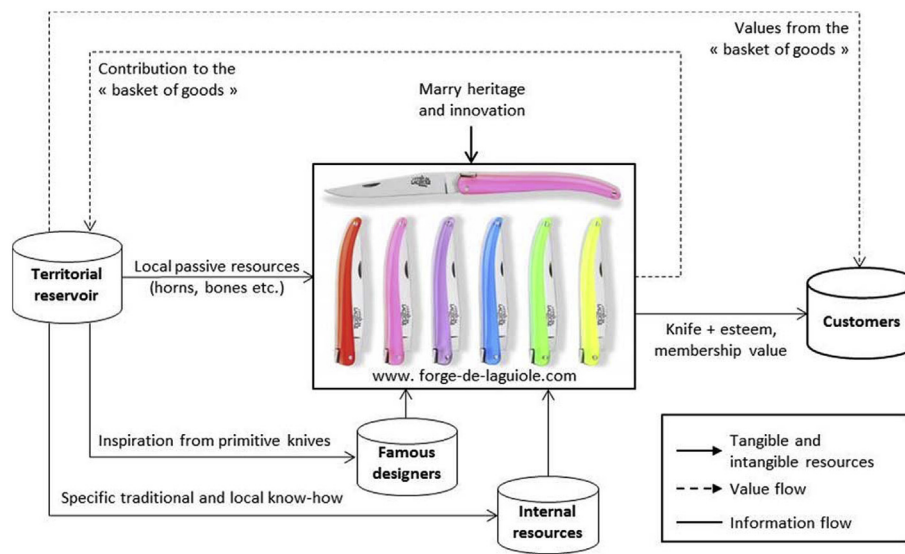 Values from the
« basket of goods »
Contribution to the
« basket of goods »
Marry heritage
and innovation
Territorial
reservoir
Local passive resources
(horns, bones etc.)
Customers
Knife + esteem,
membership value
www. forge-de-laguiole.com
Inspiration from primitive knives
Famous
designers
Specific traditional and local know-how
Internal
resources
Tangible and
intangible resources
Value flow
Information flow